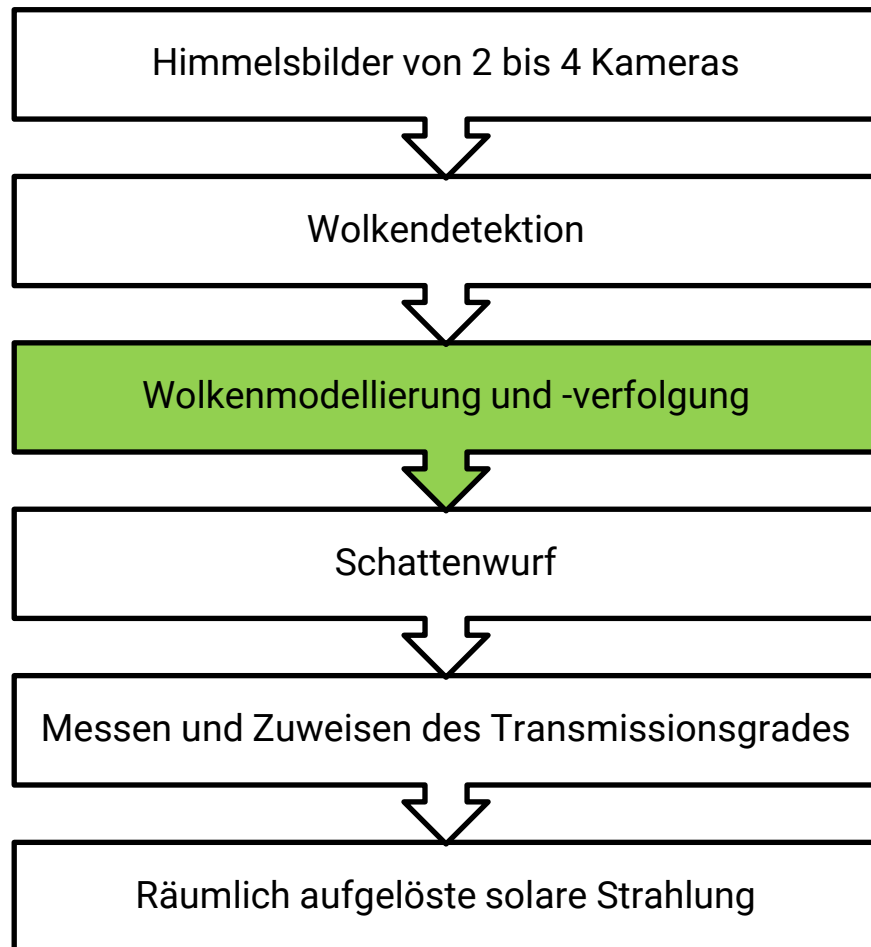 Himmelsbilder von 2 bis 4 Kameras
Wolkendetektion
Wolkenmodellierung und -verfolgung
Schattenwurf
Messen und Zuweisen des Transmissionsgrades
Räumlich aufgelöste solare Strahlung